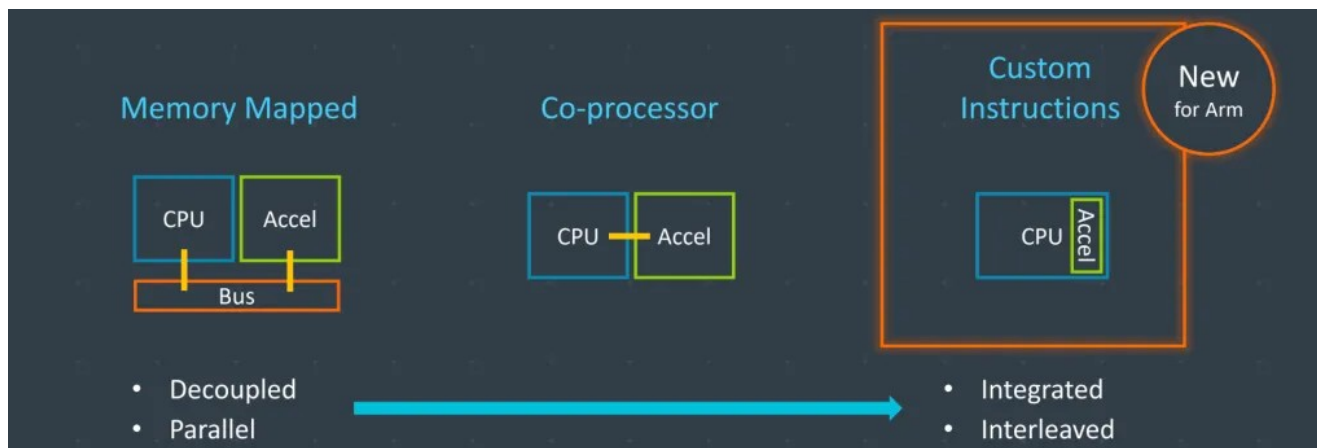 Memory Mapped
CPU
Accel
Bus
• Decoupled
• Parallel
Co-processor
CPU
Accel
Custom
Instructions
New
for Arm
CPU
Accel
• Integrated
• Interleaved